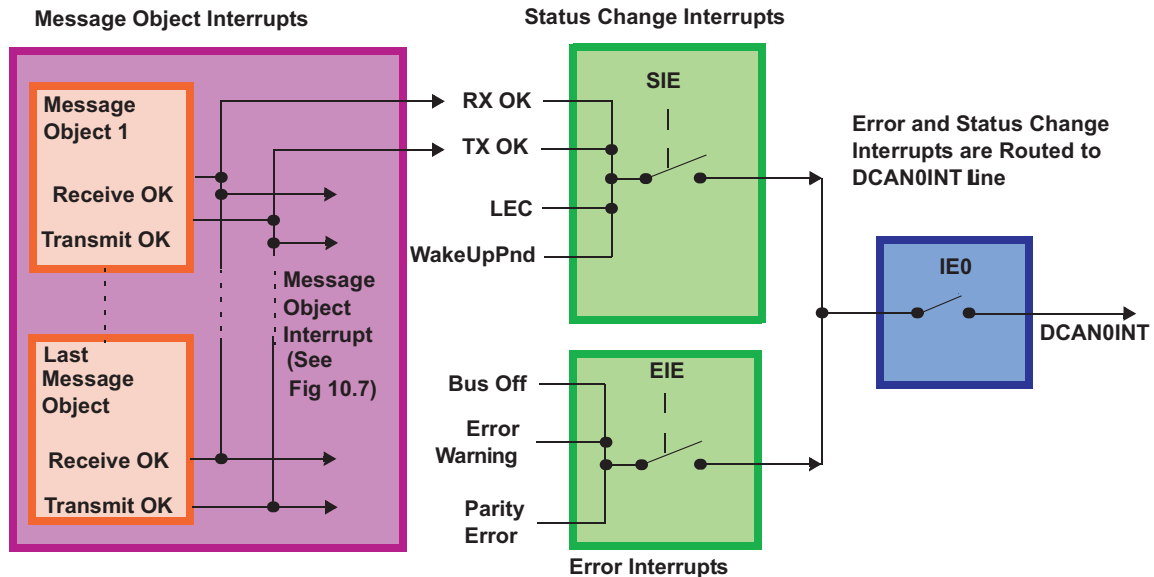 Message Object Interrupts
Status Change Interrupts
Message
Object 1
Receive OK
Transmit OK
Message
Object
Interrupt
(See
Fig 10.7)
Last
Message
Object
Receive OK
Transmit OK
RX OK
TX OK
LEC
WakeUpPnd
SIE
Bus Off
Error
Warning
Parity
Error
EIE
Error Interrupts
Error and Status Change
Interrupts are Routed to
DCAN0INT Line
IE0
DCAN0INT